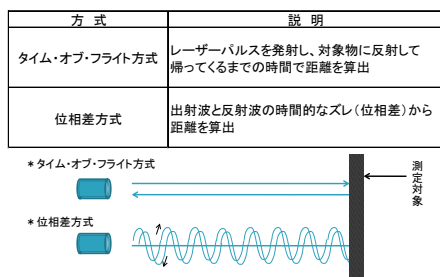 方 式
説 明
タイム・オブ・フライト方式
レーザーパルスを発射し、対象物に反射して
帰ってくるまでの時間で距離を算出
位相差方式
出射波と反射波の時間的なズレ(位相差)から
距離を算出
*タイム・オブ・フライト方式
*位相差方式
測定対象